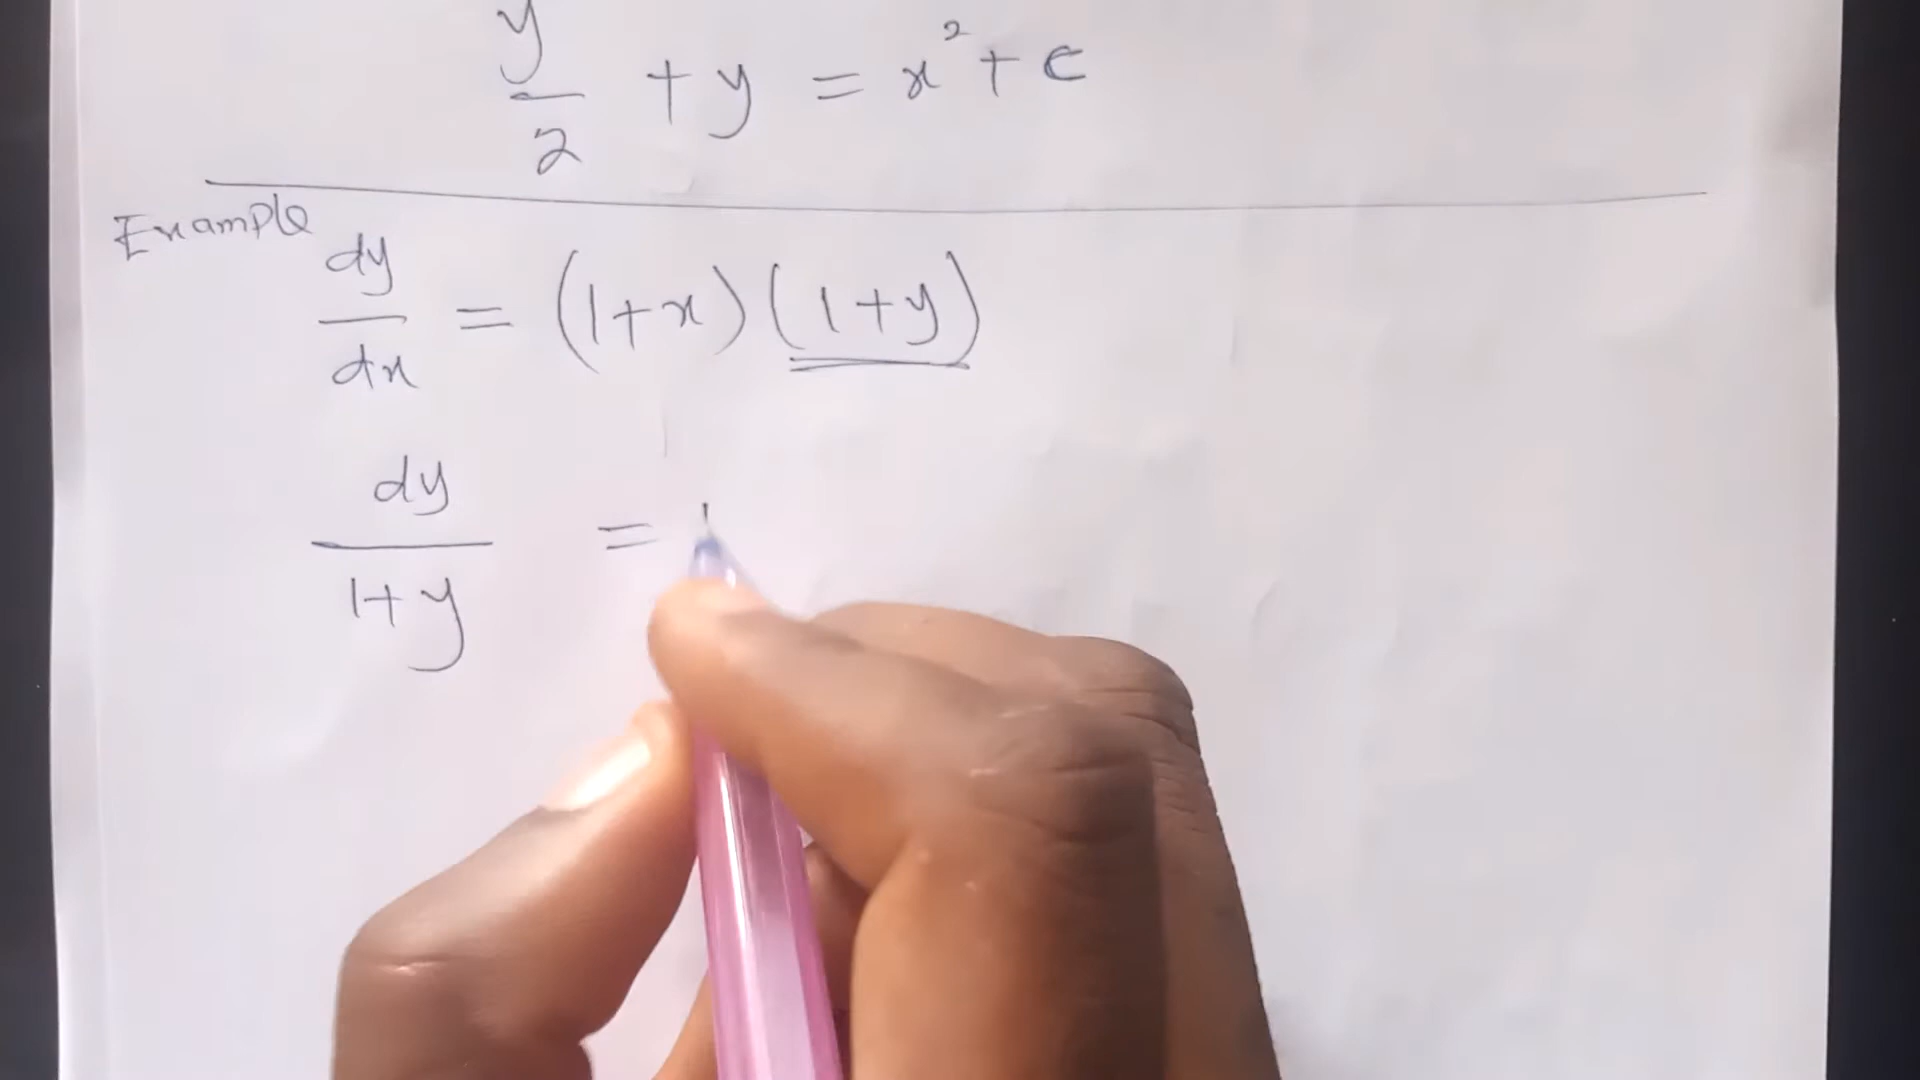 y/2 + y = x² + c
Example
dy/dx = (1+x)(1+y)
dy/1+y =